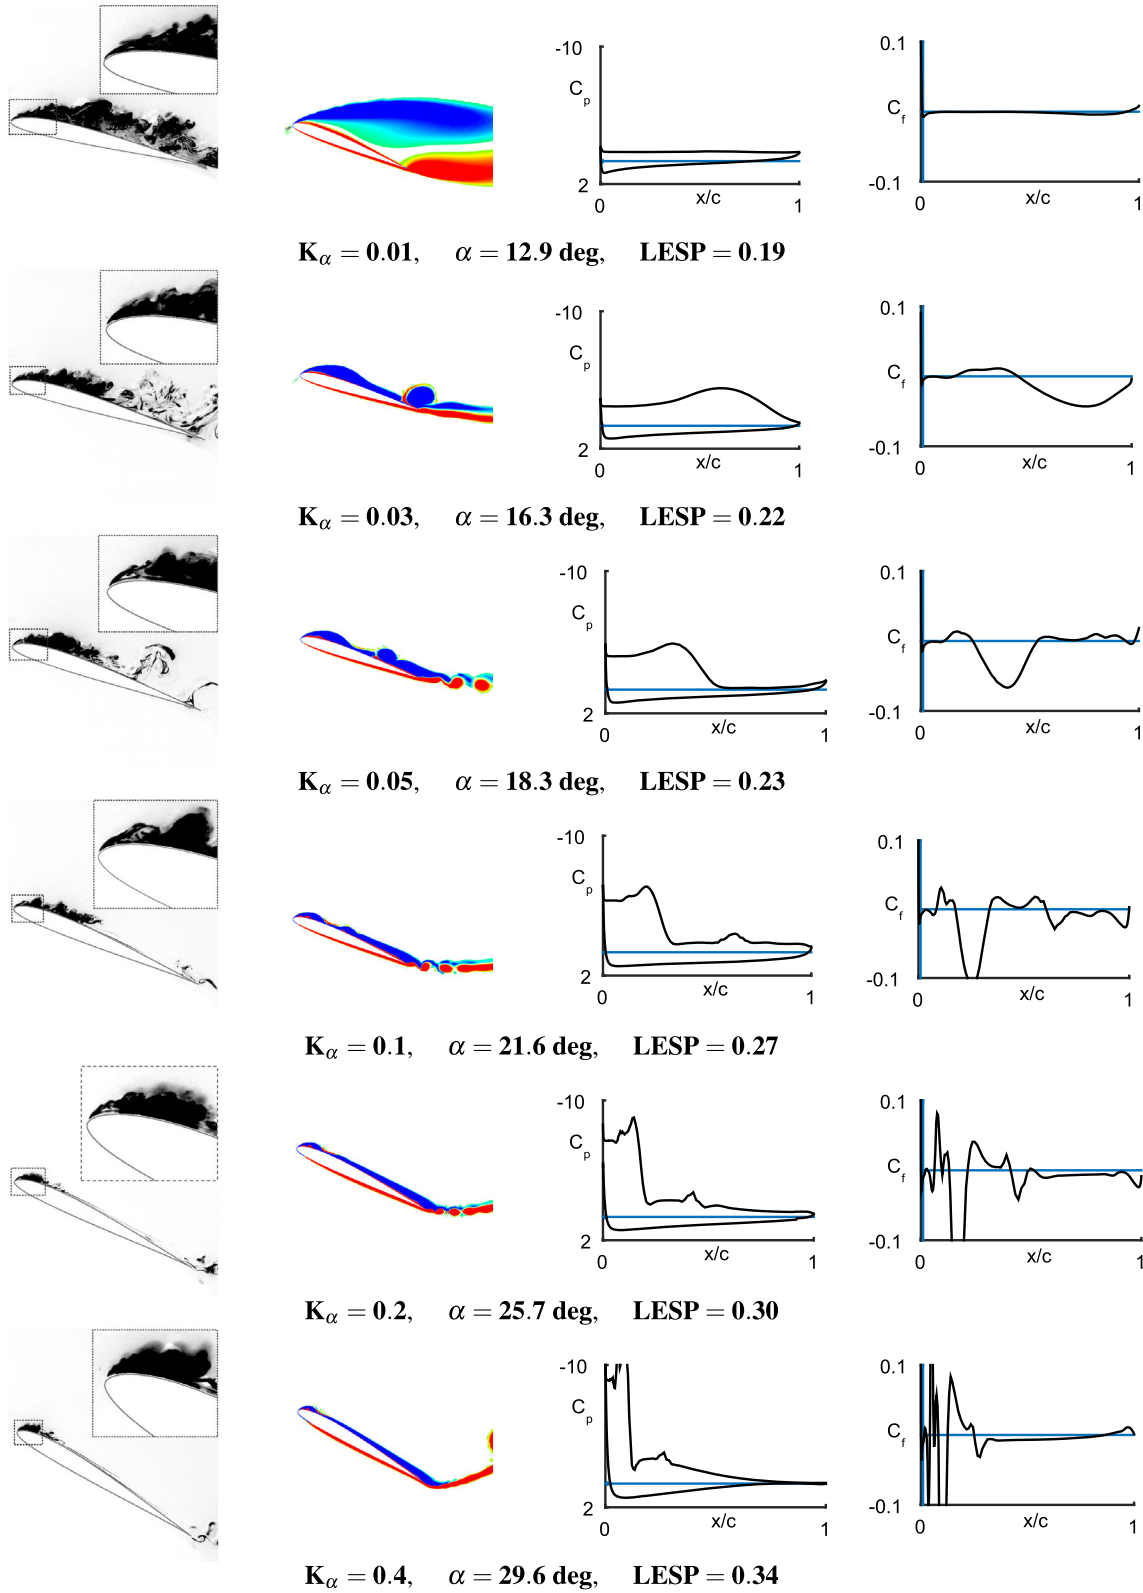 -10
C_p
2
0
x/c
1
0.1
C_f
-0.1
0
x/c
1
K_α = 0.01, α = 12.9 deg, LESP = 0.19
-10
C_p
2
0
x/c
1
0.1
C_f
-0.1
0
x/c
1
K_α = 0.03, α = 16.3 deg, LESP = 0.22
-10
C_p
2
0
x/c
1
0.1
C_f
-0.1
0
x/c
1
K_α = 0.05, α = 18.3 deg, LESP = 0.23
-10
C_p
2
0
x/c
1
0.1
C_f
-0.1
0
x/c
1
K_α = 0.1, α = 21.6 deg, LESP = 0.27
-10
C_p
2
0
x/c
1
0.1
C_f
-0.1
0
x/c
1
K_α = 0.2, α = 25.7 deg, LESP = 0.30
-10
C_p
2
0
x/c
1
0.1
C_f
-0.1
0
x/c
1
K_α = 0.4, α = 29.6 deg, LESP = 0.34